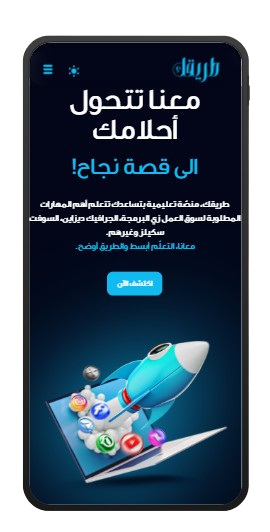 طريقك
معنا تتحول
أحلامك
الى قصة نجاح!
طريقك، منصّة تعليمية بتساعدك تتعلم أهم المهارات
المطلوبة لسوق العمل زي البرمجة، الجرافيك ديزاين، السوفت
سكيلز وغيرهم.
معانا، التعلّم أبسط والطريق أوضح.
اكتشف الآن